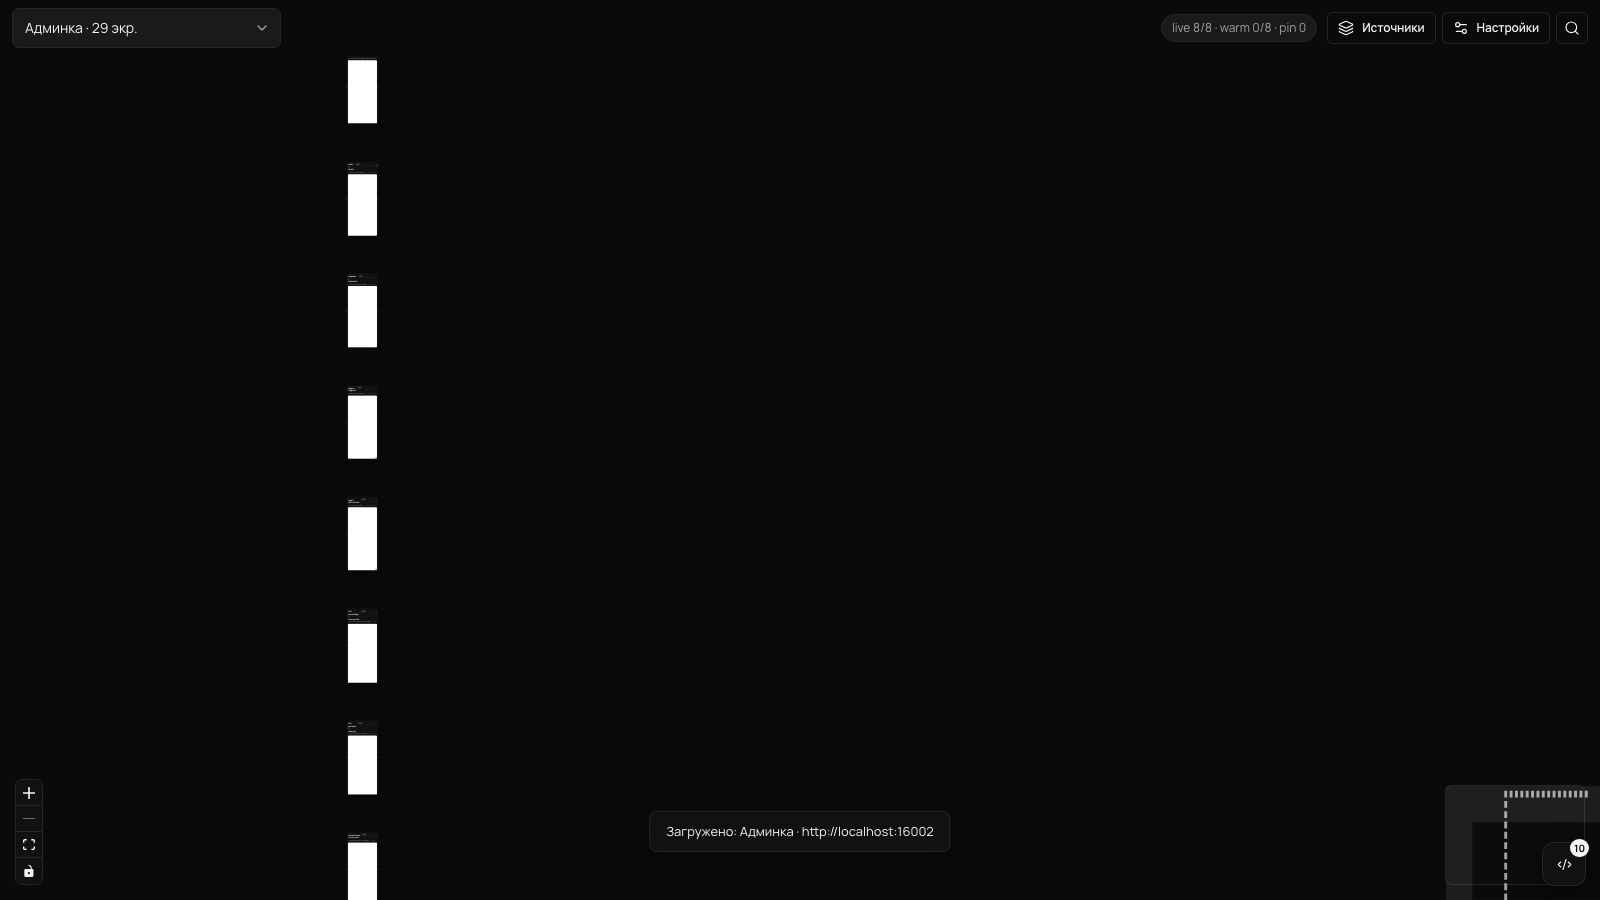 Админка · 29 экр.
live 8/8 · warm 0/8 · pin 0
Источники
Настройки
Загружено: Админка · http://localhost:16002
10